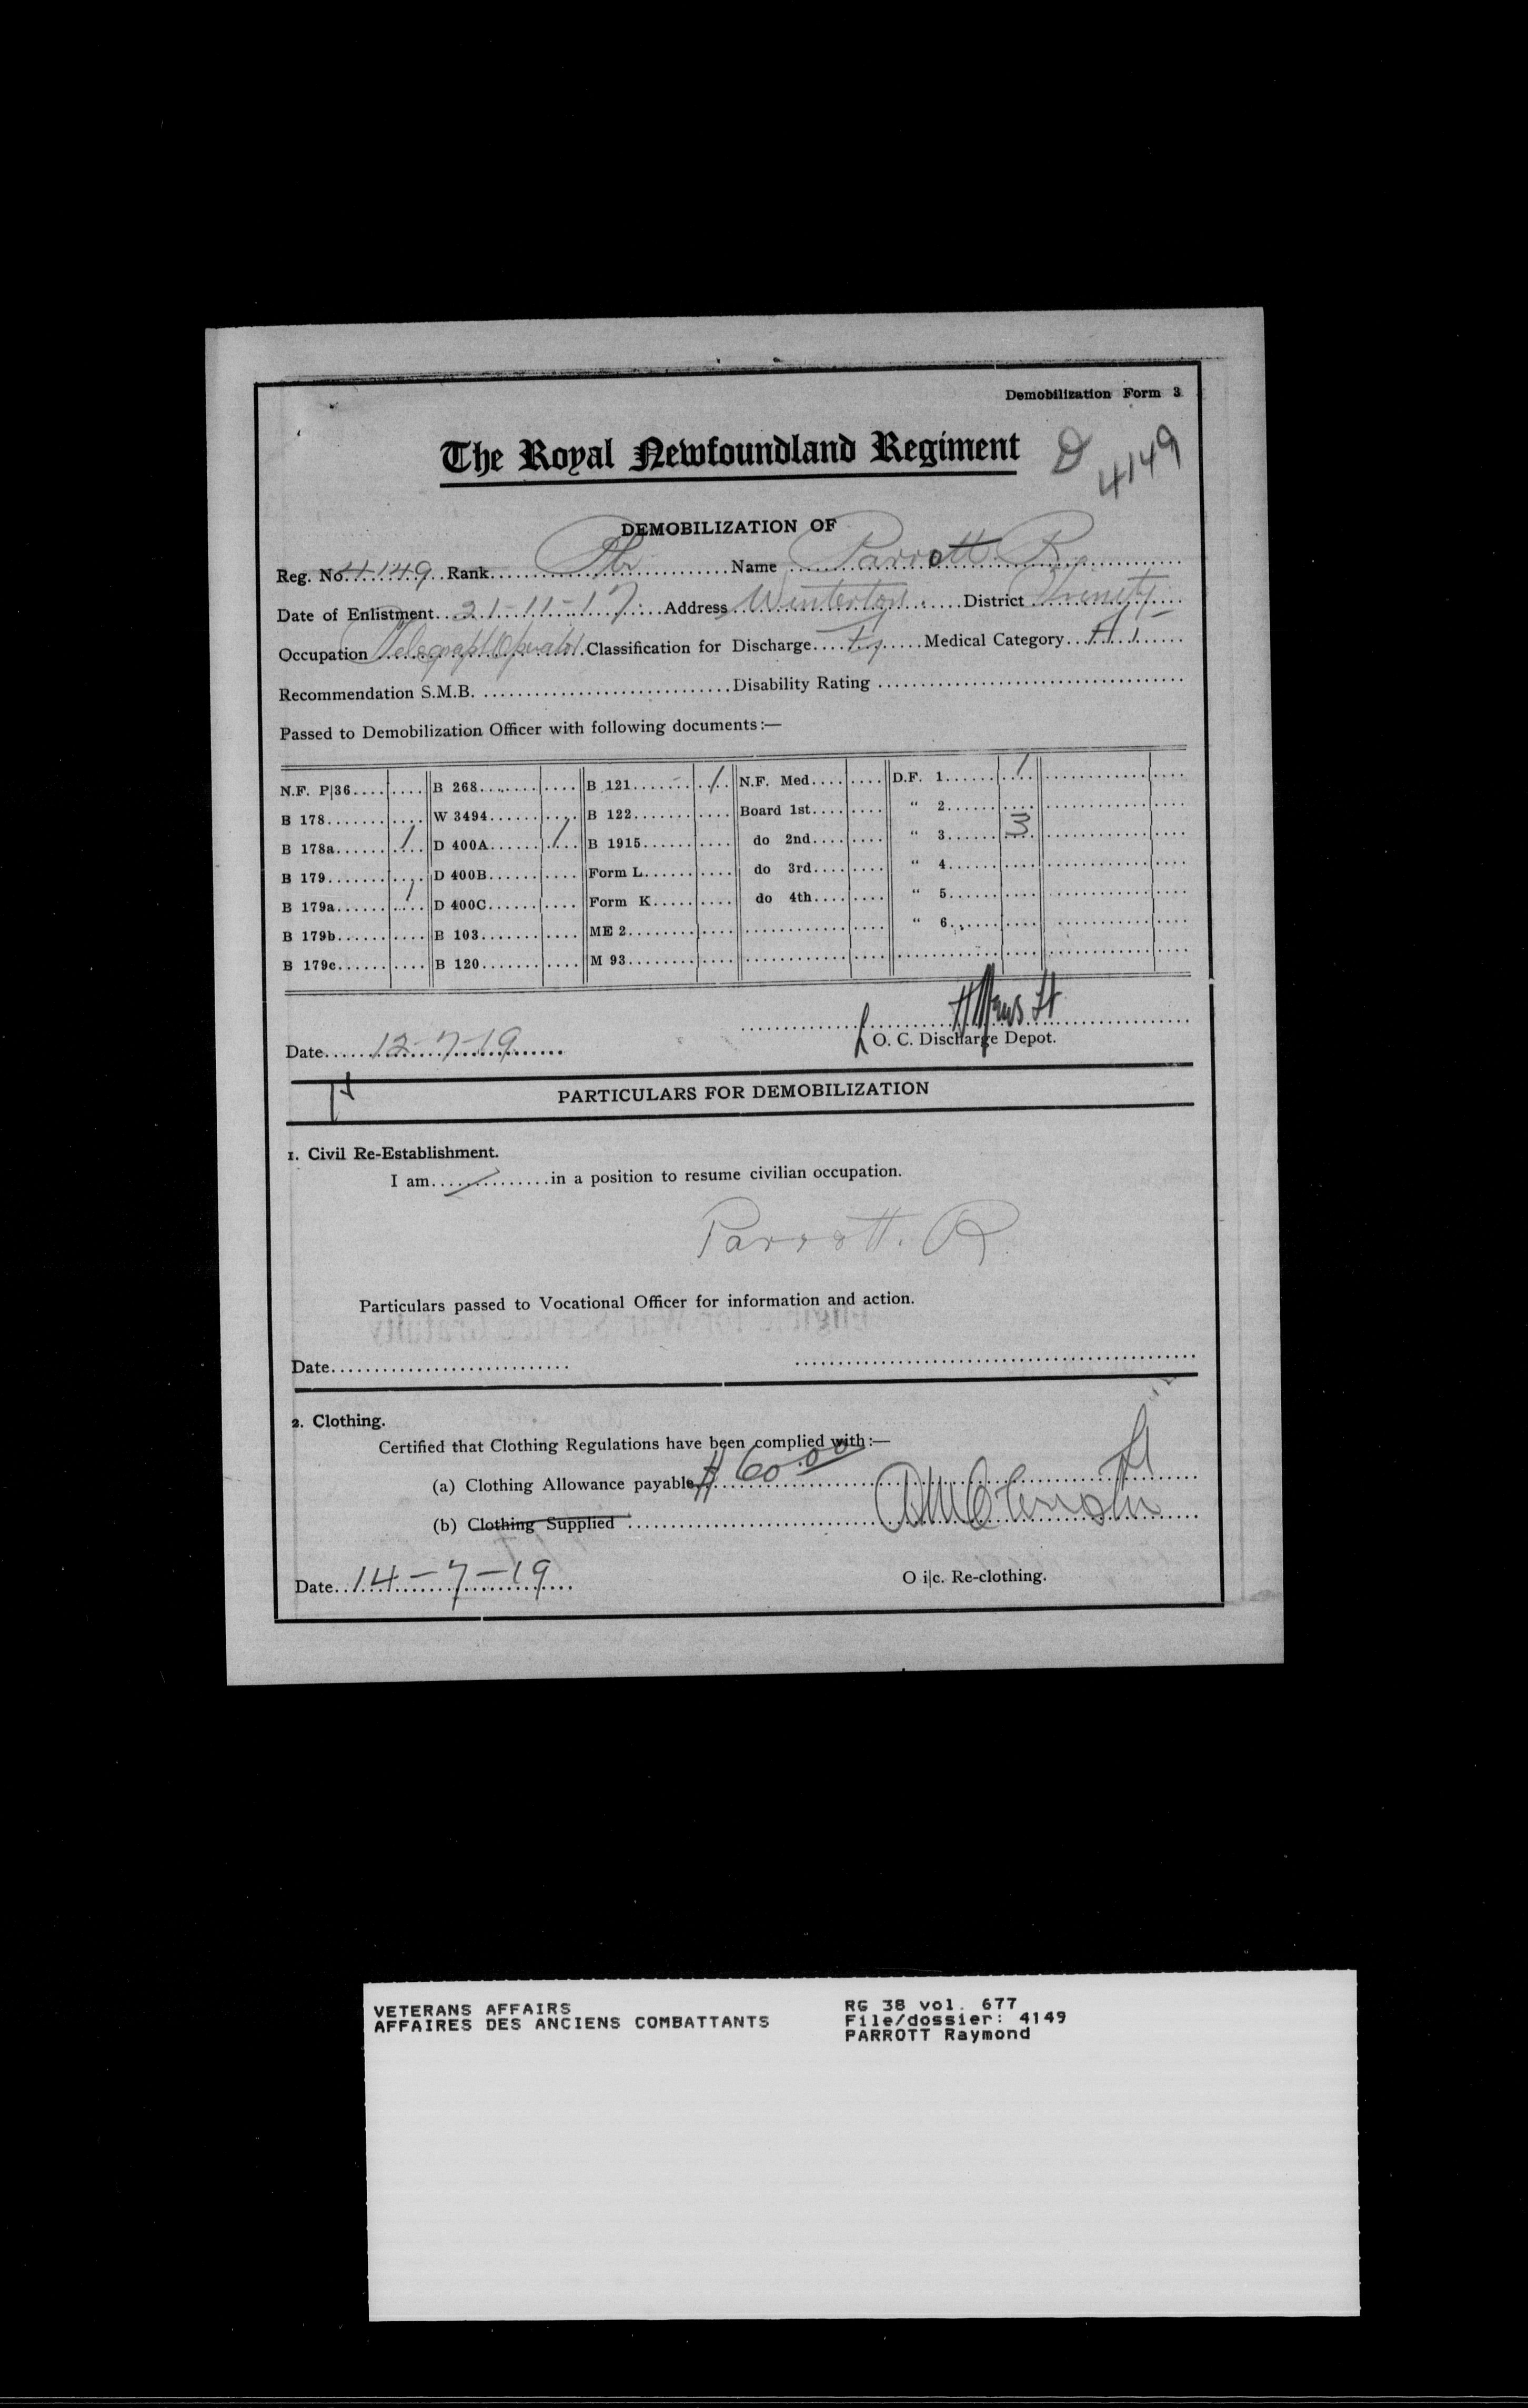 Demobilization Form 3
The Royal Newfoundland Regiment
4149
DEMOBILIZATION OF
Reg. No. 4149 Rank Pte Name Parrott R.
Date of Enlistment 21-11-17 Address Winterton District Trinity
Occupation Telegraph Operator Classification for Discharge Medical Category A 1
Recommendation S.M.B. Disability Rating
Passed to Demobilization Officer with following documents:—
N.F. P|36 B 268 B 121 / N.F. Med. D.F. 1 /
B 178 W 3494 B 122 Board 1st " 2
B 178a / D 400A / B 1915 do 2nd " 3 3
B 179 D 400B Form L do 3rd " 4
B 179a / D 400C Form K do 4th " 5
B 179b B 103 ME 2 " 6
B 179c B 120 M 93
Date 12-7-19 O. C. Discharge Depot.
PARTICULARS FOR DEMOBILIZATION
1. Civil Re-Establishment.
I am in a position to resume civilian occupation.
Parrott. R
Particulars passed to Vocational Officer for information and action.
Date
2. Clothing.
Certified that Clothing Regulations have been complied with:—
(a) Clothing Allowance payable $60.00
(b) Clothing Supplied
Date 14-7-19 O i|c. Re-clothing.
VETERANS AFFAIRS RG 38 vol. 677
AFFAIRES DES ANCIENS COMBATTANTS File/dossier: 4149
PARROTT Raymond